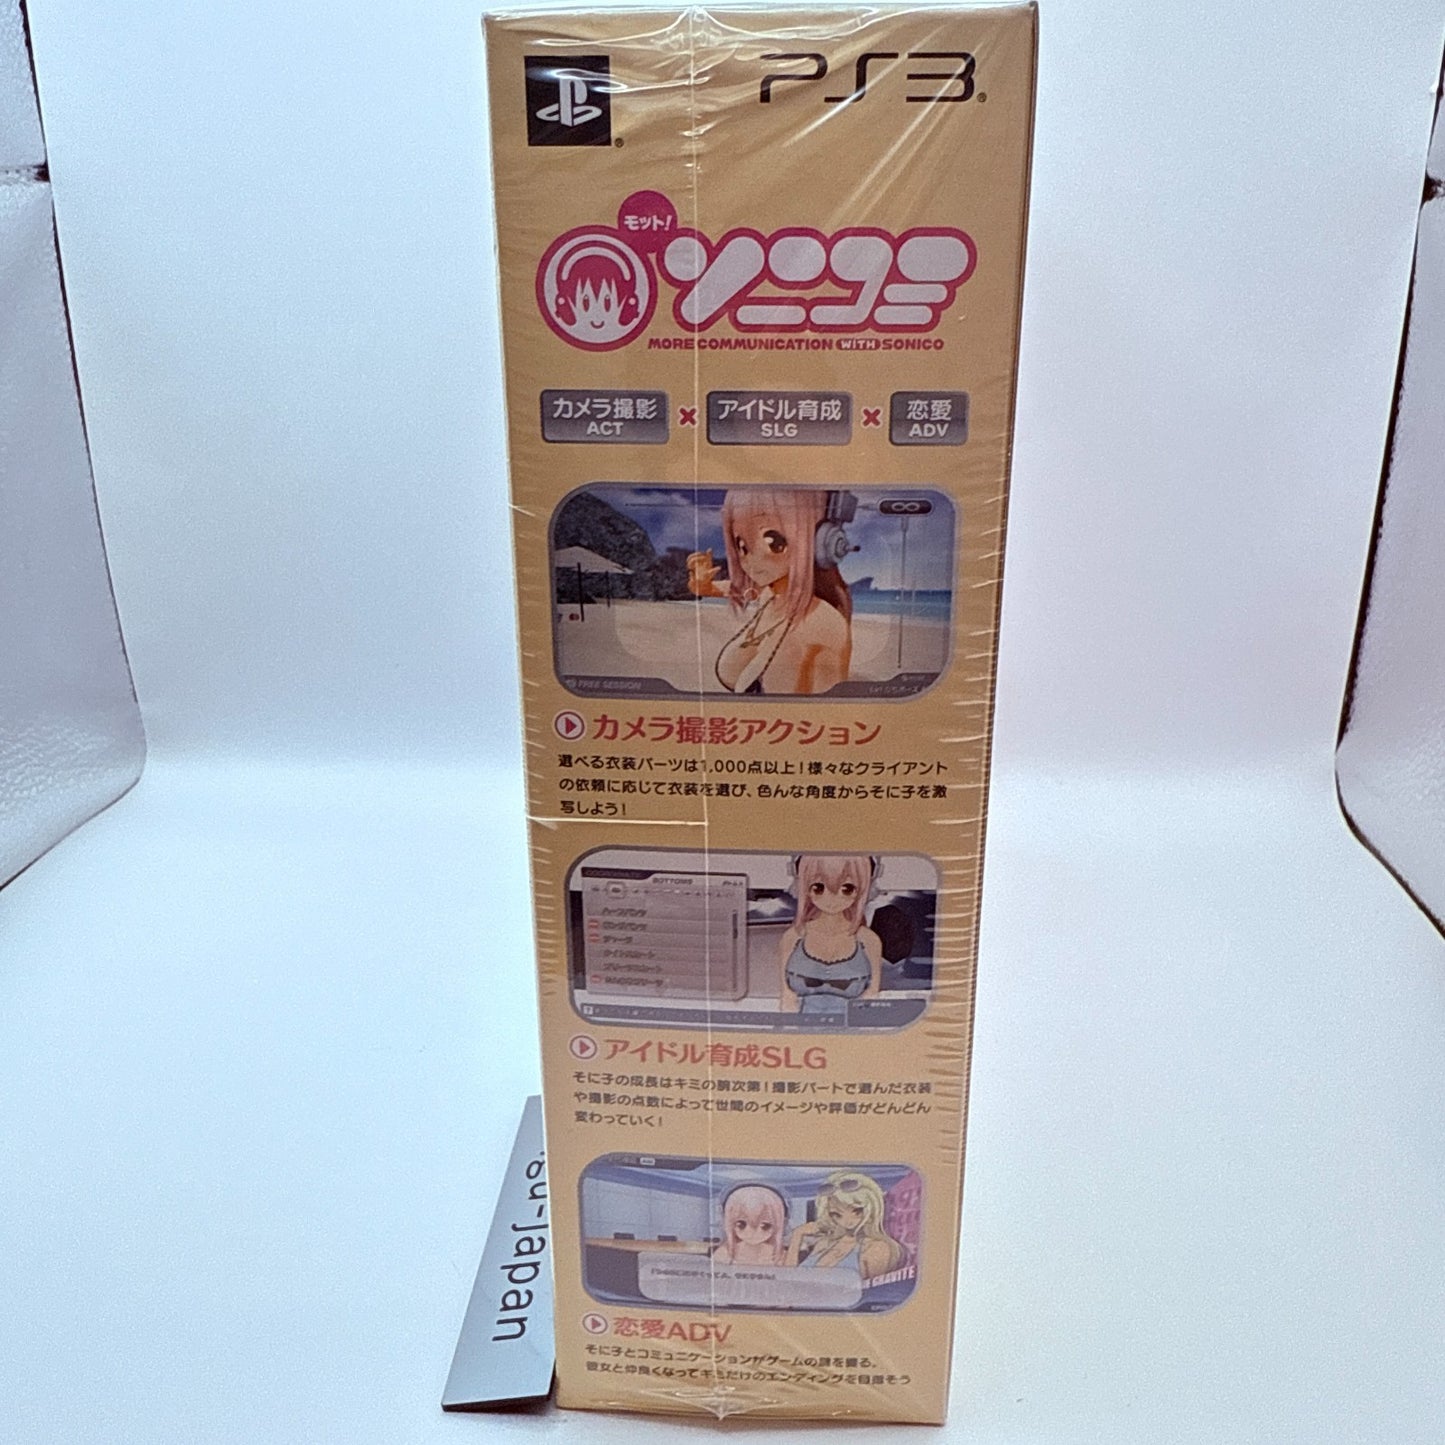 PS3
モット!
ソニコミ
MORE COMMUNICATION WITH SONICO
カメラ撮影
ACT
×
アイドル育成
SLG
×
恋愛
ADV
FREE SESSION
カメラ撮影アクション
選べる衣装パーツは1,000点以上!様々なクライアント
の依頼に応じて衣装を選び、色んな角度からそに子を激
写しよう!
BOTTOMS
アイドル育成SLG
そに子の成長はキミの腕次第!撮影パートで選んだ衣装
や撮影の点数によって世間のイメージや評価がどんどん
変わっていく!
GRAVITE
恋愛ADV
そに子とコミュニケーションがゲームの謎を握る。
彼女と仲良くなってキミだけのエンディングを目指そう
gu-japan